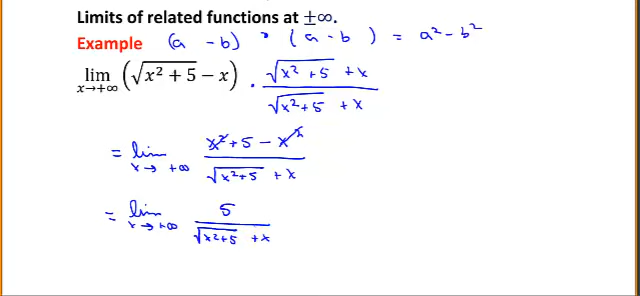 Limits of related functions at ±∞.
Example (a - b) · (a - b) = a² - b²
lim x→+∞ (√(x² + 5) − x) · (√(x² + 5) + x)/(√(x² + 5) + x)
= lim x→+∞ (x² + 5 − x²)/(√(x² + 5) + x)
= lim x→+∞ 5/(√(x² + 5) + x)